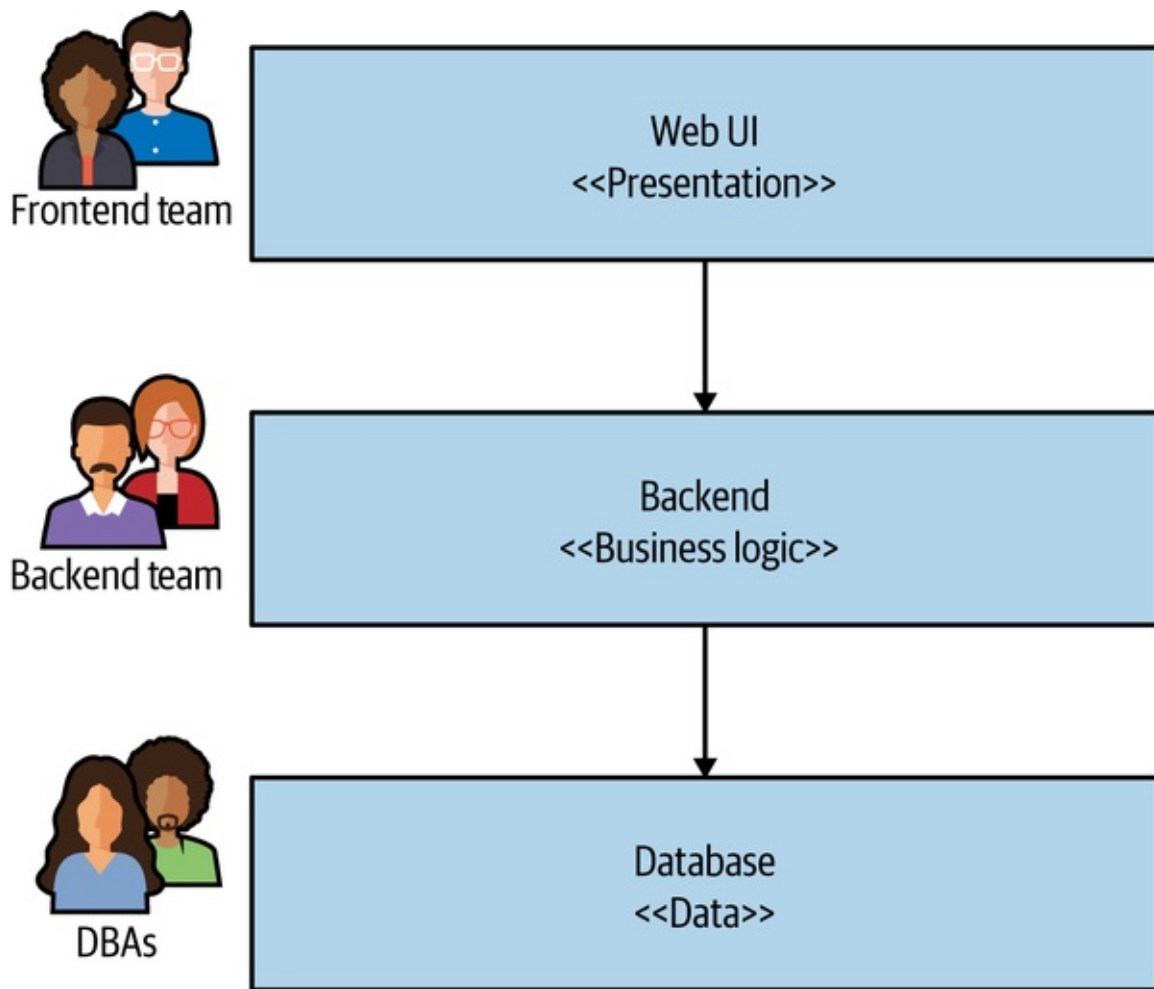 Frontend team
Web UI
<<Presentation>>
Backend team
Backend
<<Business logic>>
DBAs
Database
<<Data>>